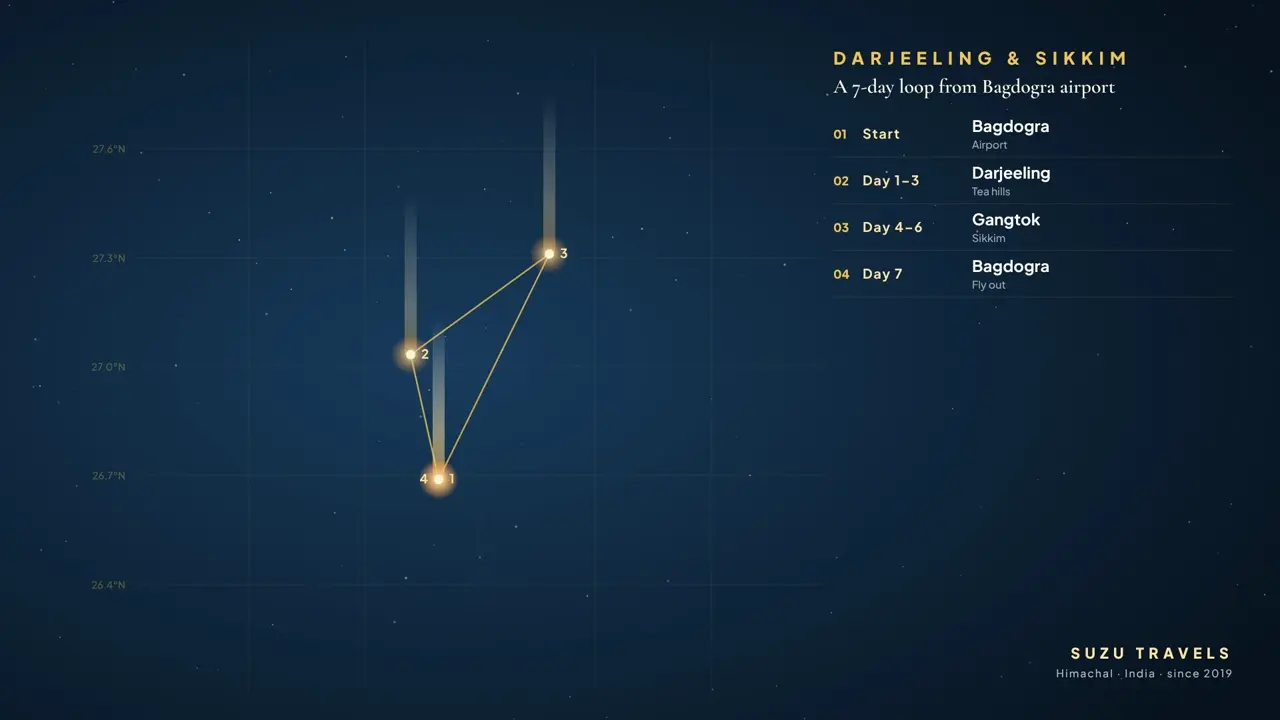 DARJEELING & SIKKIM
A 7-day loop from Bagdogra airport
01 Start Bagdogra
Airport
02 Day 1–3 Darjeeling
Tea hills
03 Day 4–6 Gangtok
Sikkim
04 Day 7 Bagdogra
Fly out
27.6°N
27.3°N
27.0°N
26.7°N
26.4°N
3
2
4 1
SUZU TRAVELS
Himachal · India · since 2019